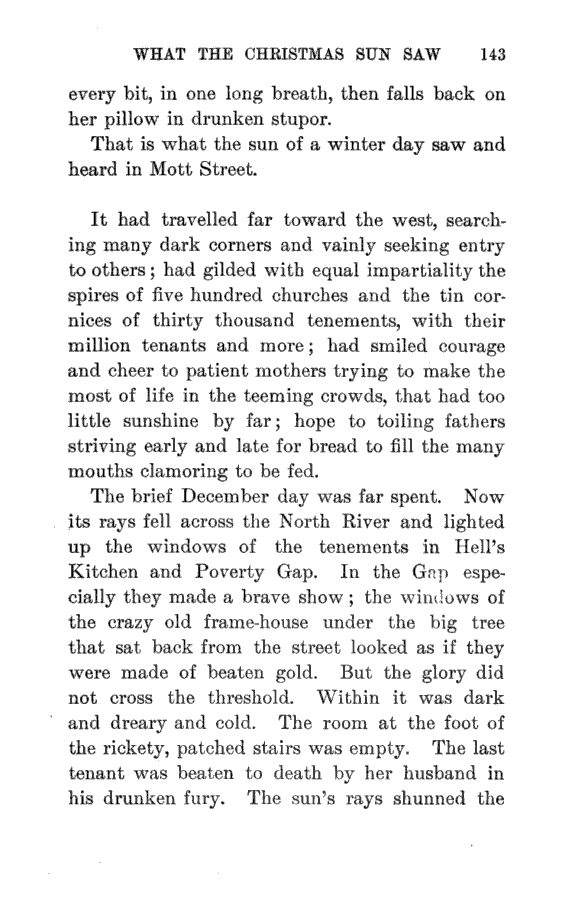 WHAT THE CHRISTMAS SUN SAW 143
every bit, in one long breath, then falls back on
her pillow in drunken stupor.
That is what the sun of a winter day saw and
heard in Mott Street.
It had travelled far toward the west, search-
ing many dark corners and vainly seeking entry
to others; had gilded with equal impartiality the
spires of five hundred churches and the tin cor-
nices of thirty thousand tenements, with their
million tenants and more; had smiled courage
and cheer to patient mothers trying to make the
most of life in the teeming crowds, that had too
little sunshine by far; hope to toiling fathers
striving early and late for bread to fill the many
mouths clamoring to be fed.
The brief December day was far spent. Now
its rays fell across the North River and lighted
up the windows of the tenements in Hell's
Kitchen and Poverty Gap. In the Gap espe-
cially they made a brave show; the windows of
the crazy old frame-house under the big tree
that sat back from the street looked as if they
were made of beaten gold. But the glory did
not cross the threshold. Within it was dark
and dreary and cold. The room at the foot of
the rickety, patched stairs was empty. The last
tenant was beaten to death by her husband in
his drunken fury. The sun's rays shunned the